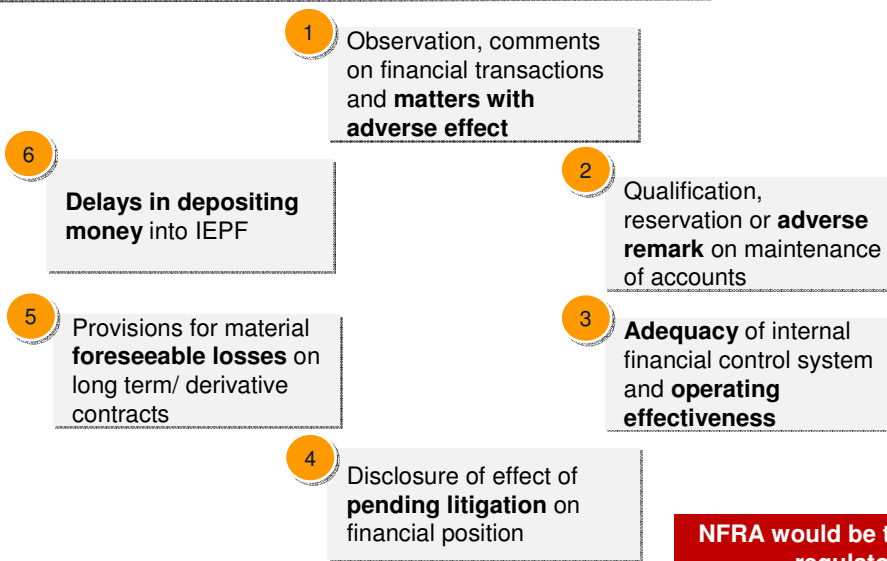 1
Observation, comments
on financial transactions
and matters with
adverse effect
2
Qualification,
reservation or adverse
remark on maintenance
of accounts
3
Adequacy of internal
financial control system
and operating
effectiveness
4
Disclosure of effect of
pending litigation on
financial position
5
Provisions for material
foreseeable losses on
long term/ derivative
contracts
6
Delays in depositing
money into IEPF
NFRA would be